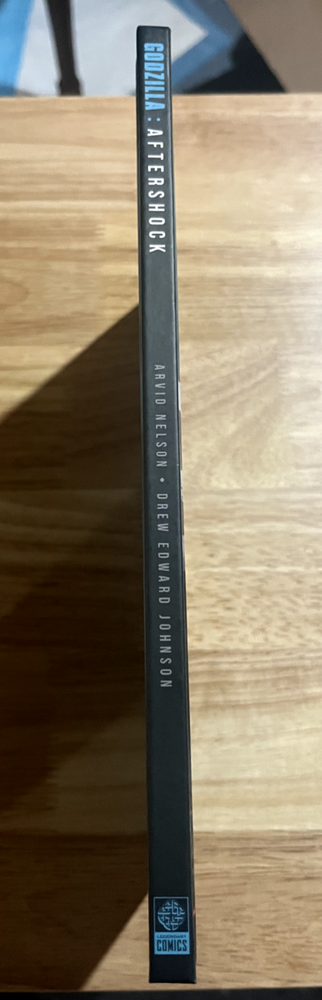 GODZILLA: AFTERSHOCK
ARVID NELSON • DREW EDWARD JOHNSON
LEGENDARY
COMICS